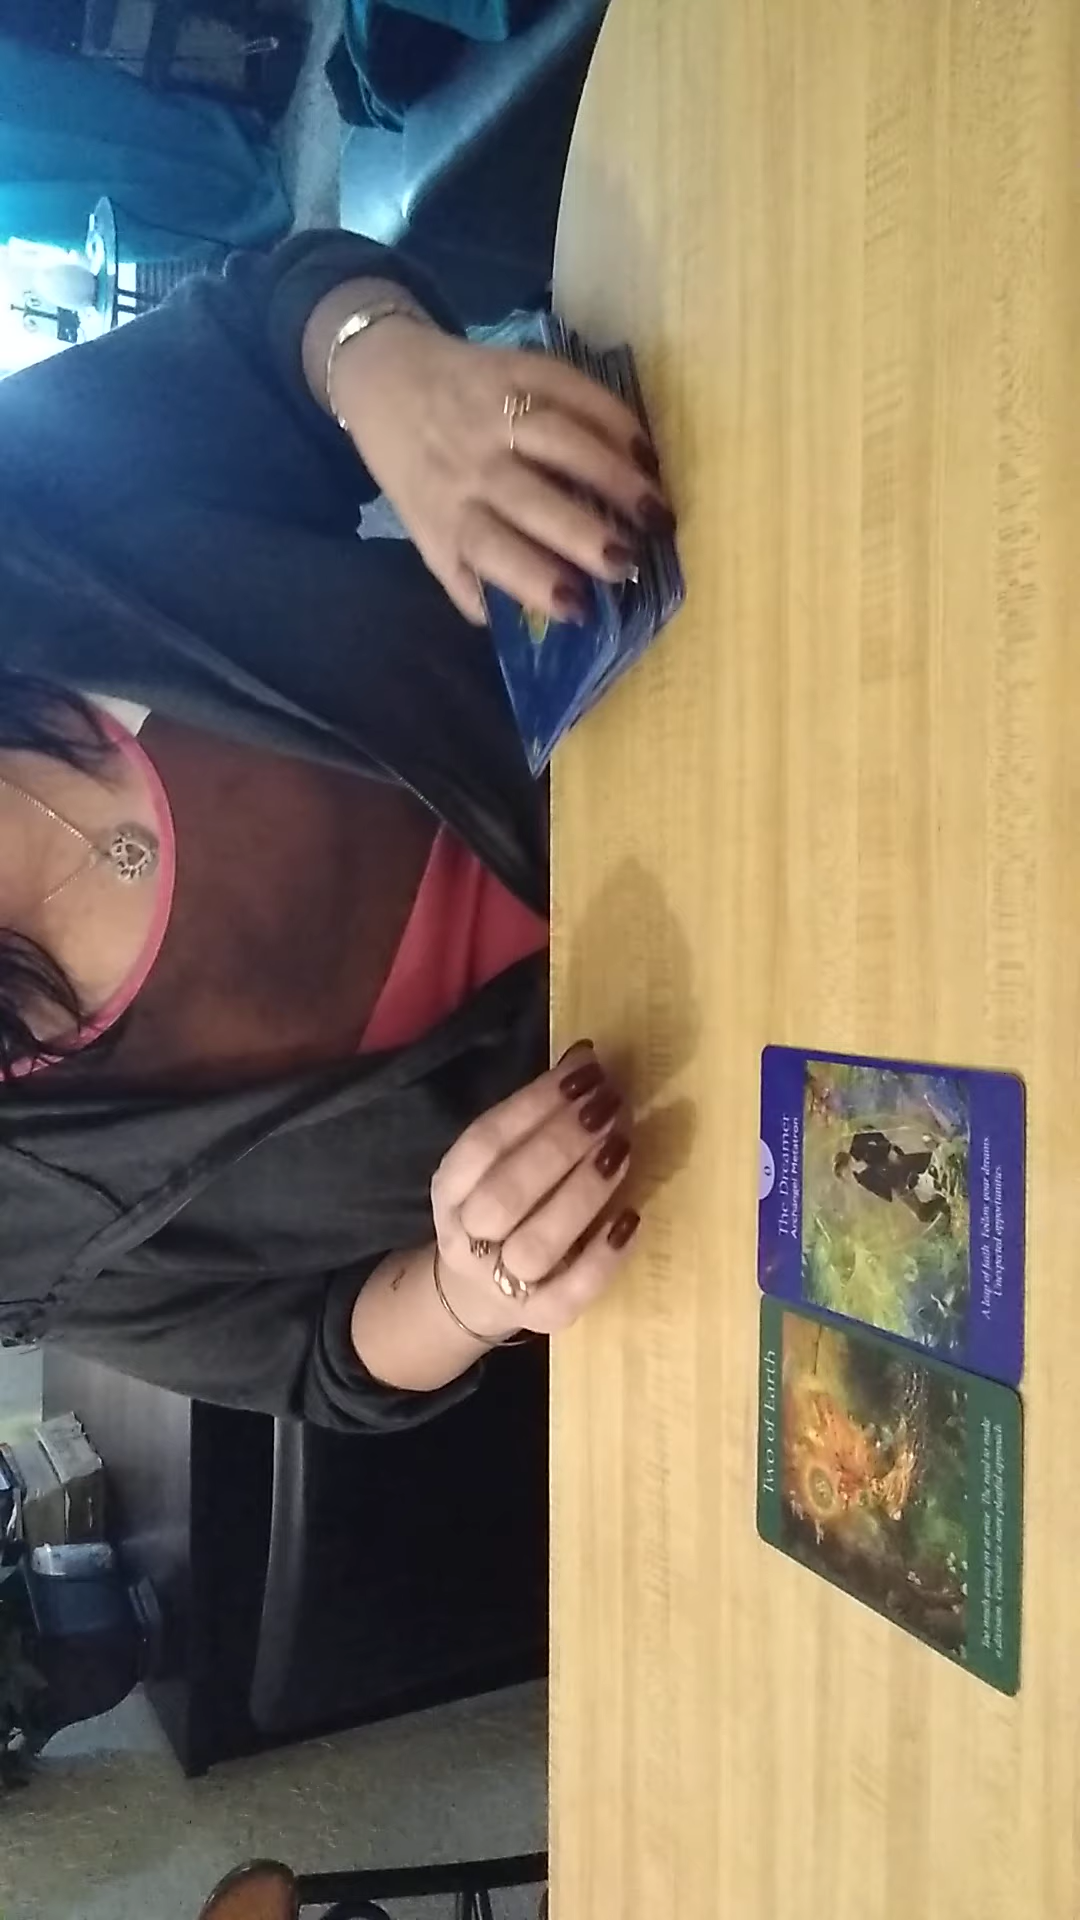 0
The Dreamer
Archangel Metatron
A leap of faith. Follow your dreams.
Unexpected opportunities.
Two of Earth
Too much going on at once. The need to make
a decision. Consider a more playful approach.